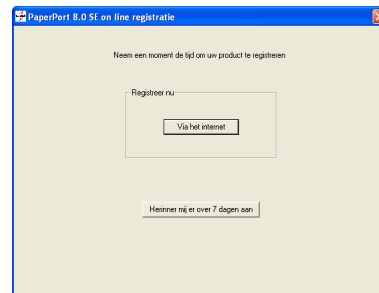 PaperPort 8.0 SE on line registratie
Neem een moment de tijd om uw product te registreren
Registreer nu
Via het internet
Herinner mij er over 7 dagen aan